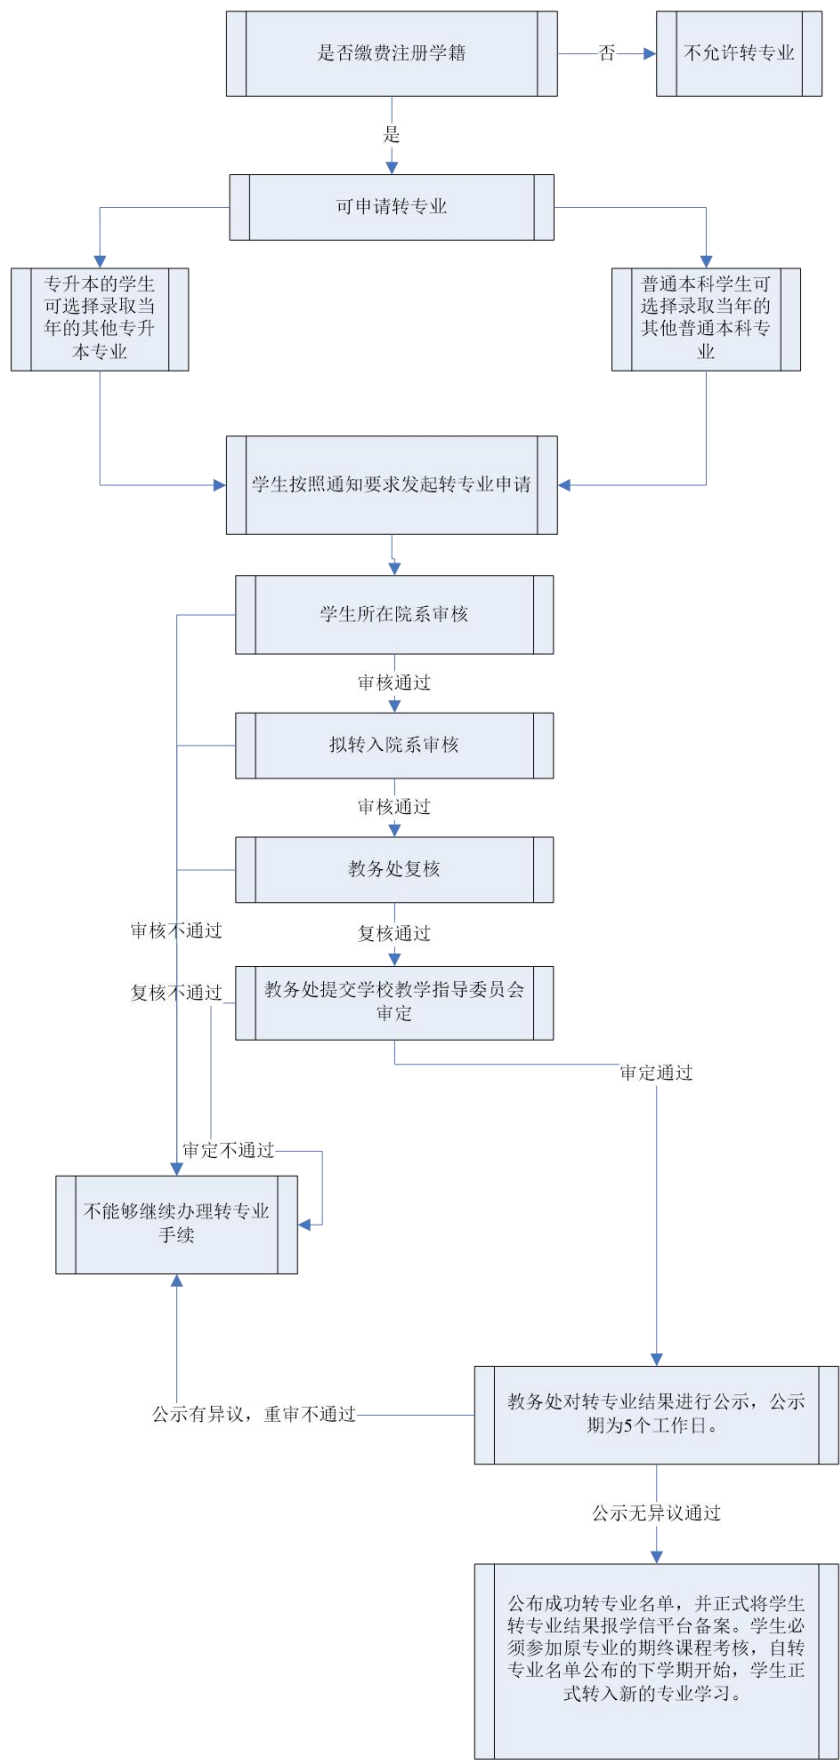 是否缴费注册学籍
否
不允许转专业
是
可申请转专业
专升本的学生
可选择录取当
年的其他专升
本专业
普通本科学生可
选择录取当年的
其他普通本科专
业
学生按照通知要求发起转专业申请
学生所在院系审核
审核通过
拟转入院系审核
审核通过
教务处复核
审核不通过
复核通过
复核不通过
教务处提交学校教学指导委员会
审定
审定通过
审定不通过
不能够继续办理转专业
手续
教务处对转专业结果进行公示，公示
期为5个工作日。
公示有异议，重审不通过
公示无异议通过
公布成功转专业名单，并正式将学生
转专业结果报学信平台备案。学生必
须参加原专业的期终课程考核，自转
专业名单公布的下学期开始，学生正
式转入新的专业学习。